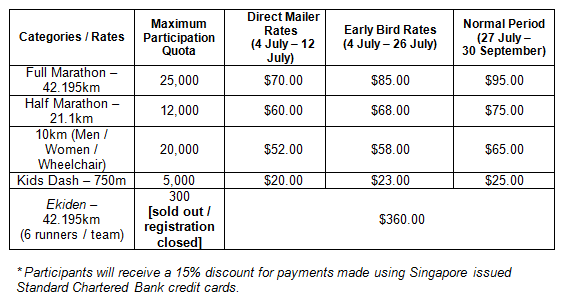 Categories / Rates
Maximum
Participation
Quota
Direct Mailer
Rates
(4 July – 12
July)
Early Bird Rates
(4 July – 26 July)
Normal Period
(27 July –
30 September)
Full Marathon –
42.195km
25,000
$70.00
$85.00
$95.00
Half Marathon –
21.1km
12,000
$60.00
$68.00
$75.00
10km (Men /
Women /
Wheelchair)
20,000
$52.00
$58.00
$65.00
Kids Dash – 750m
5,000
$20.00
$23.00
$25.00
Ekiden –
42.195km
(6 runners / team)
300
[sold out /
registration
closed]
$360.00
* Participants will receive a 15% discount for payments made using Singapore issued
Standard Chartered Bank credit cards.